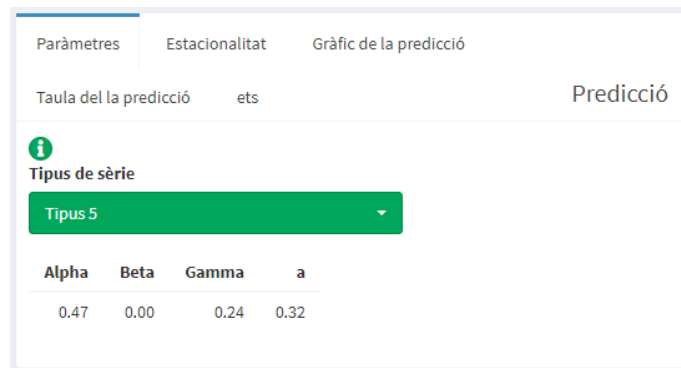 Paràmetres Estacionalitat Gràfic de la predicció
Taula del la predicció ets Predicció
Tipus de sèrie
Tipus 5
Alpha Beta Gamma a
0.47 0.00 0.24 0.32